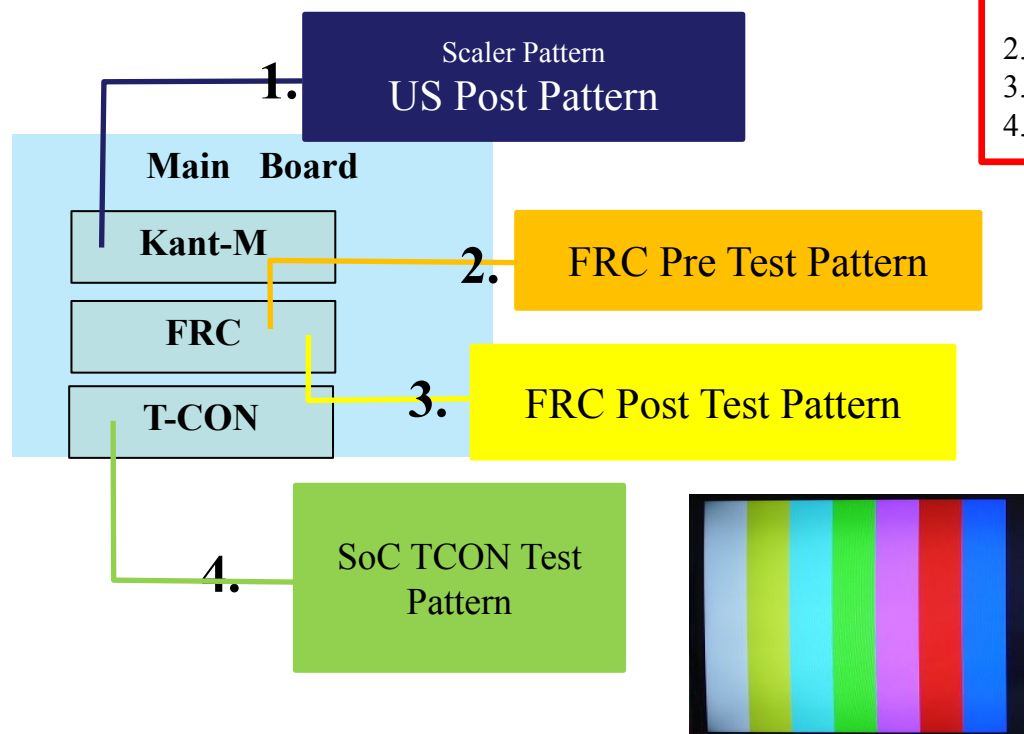 1.
Scaler Pattern
US Post Pattern
2.
3.
4.
Main Board
Kant-M
2.
FRC Pre Test Pattern
FRC
3.
FRC Post Test Pattern
T-CON
4.
SoC TCON Test
Pattern